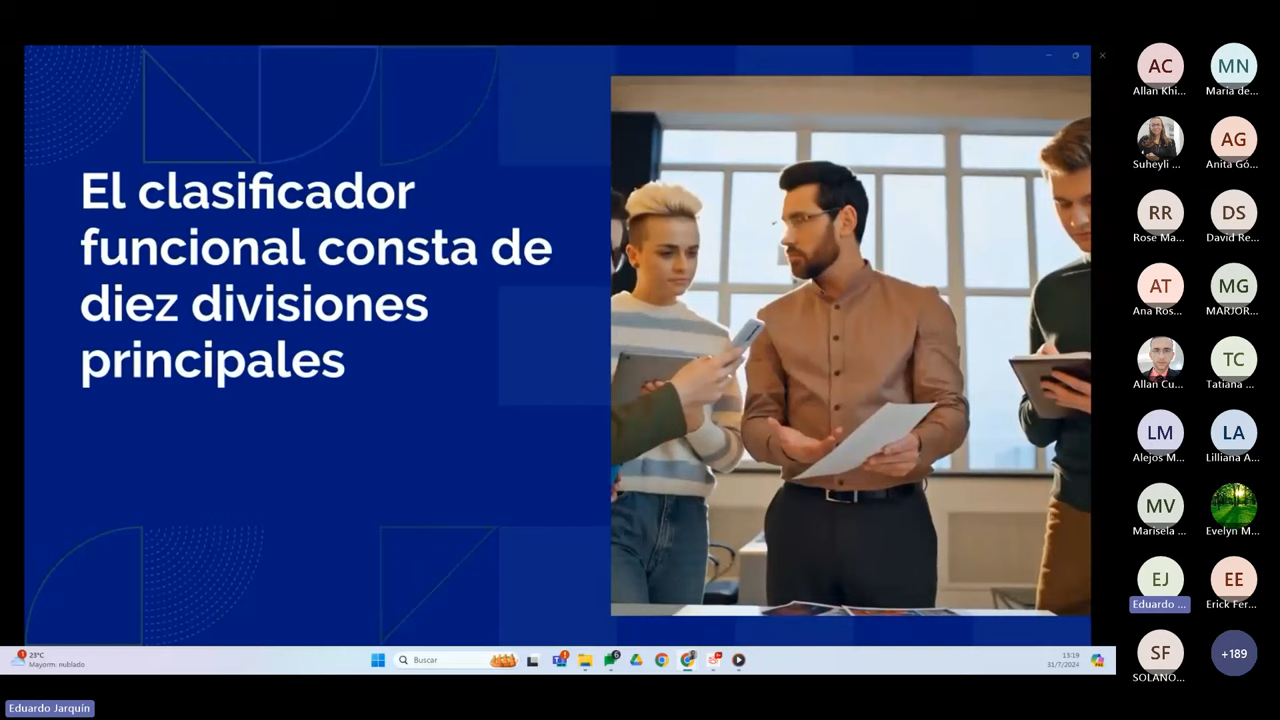 El clasificador
funcional consta de
diez divisiones
principales
AC
Allan Khi...
MN
Maria de...
Suheyli ...
AG
Anita Gó...
RR
Rose Ma...
DS
David Re...
AT
Ana Ros...
MG
MARJOR...
Allan Cu...
TC
Tatiana ...
LM
Alejos M...
LA
Lilliana A...
MV
Marisela ...
Evelyn M...
EJ
Eduardo ...
EE
Erick Fer...
SF
SOLANO...
+189
23°C
Mayorm. nublado
Buscar
13:19
31/7/2024
Eduardo Jarquín